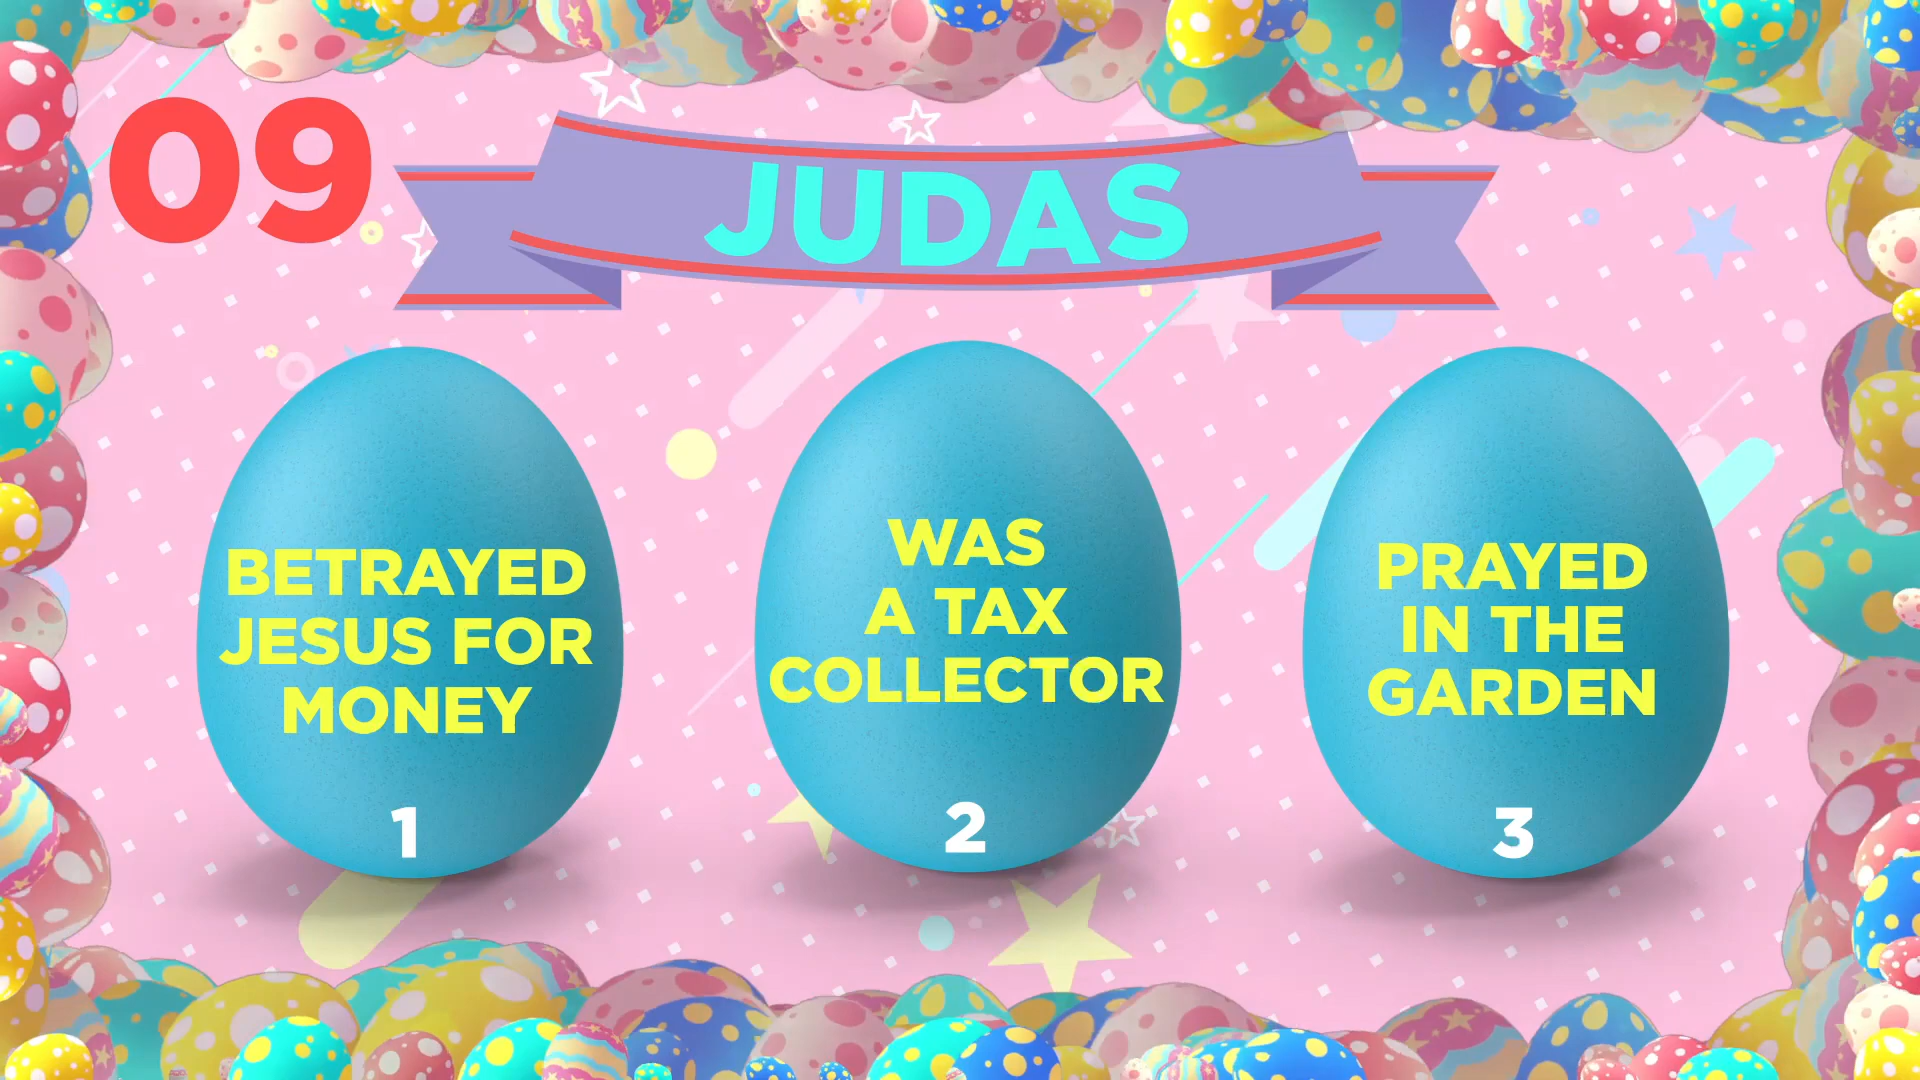 09
JUDAS
BETRAYED
JESUS FOR
MONEY
1
WAS
A TAX
COLLECTOR
2
PRAYED
IN THE
GARDEN
3